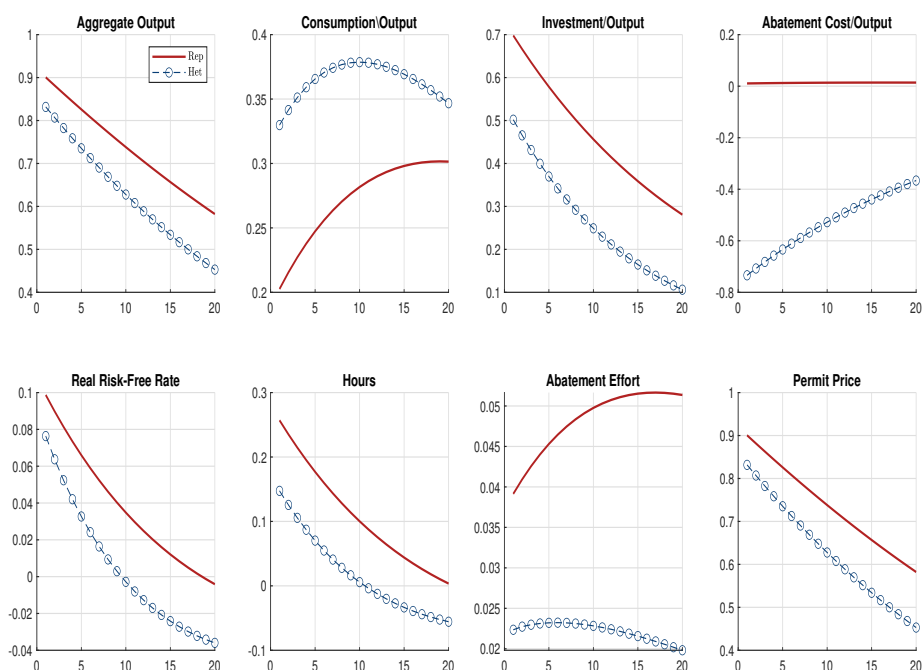 Aggregate Output
1
0.9
0.8
0.7
0.6
0.5
0.4
0 5 10 15 20
Rep
Het
Consumption\Output
0.4
0.35
0.3
0.25
0.2
0 5 10 15 20
Investment/Output
0.7
0.6
0.5
0.4
0.3
0.2
0.1
0 5 10 15 20
Abatement Cost/Output
0.2
0
-0.2
-0.4
-0.6
-0.8
0 5 10 15 20
Real Risk-Free Rate
0.1
0.08
0.06
0.04
0.02
0
-0.02
-0.04
0 5 10 15 20
Hours
0.3
0.2
0.1
0
-0.1
0 5 10 15 20
Abatement Effort
0.05
0.045
0.04
0.035
0.03
0.025
0.02
0 5 10 15 20
Permit Price
1
0.9
0.8
0.7
0.6
0.5
0.4
0 5 10 15 20